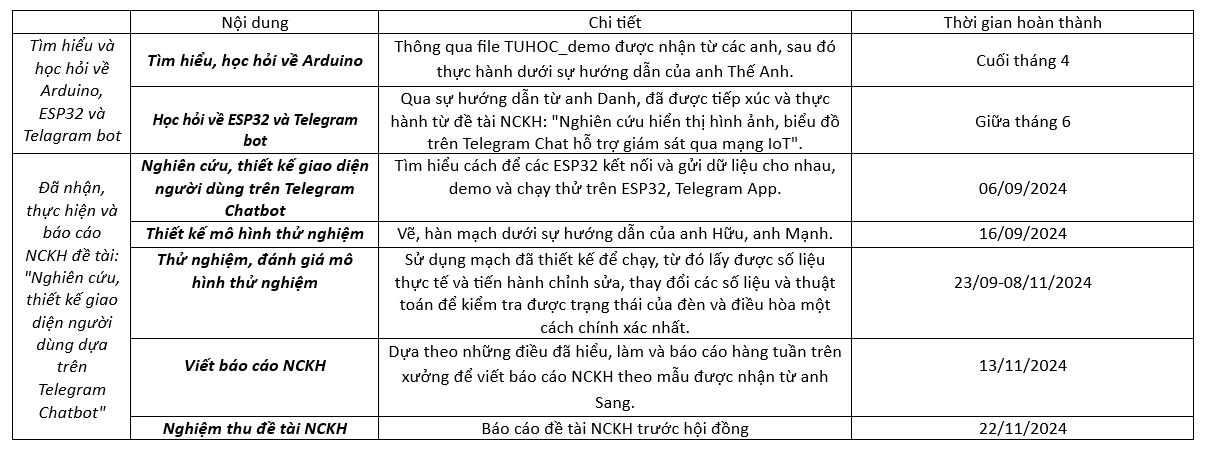 Nội dung
Chi tiết
Thời gian hoàn thành
Tìm hiểu và
học hỏi về
Arduino,
ESP32 và
Telagram bot
Tìm hiểu, học hỏi về Arduino
Thông qua file TUHOC_demo được nhận từ các anh, sau đó
thực hành dưới sự hướng dẫn của anh Thế Anh.
Cuối tháng 4
Học hỏi về ESP32 và Telegram
bot
Qua sự hướng dẫn từ anh Danh, đã được tiếp xúc và thực
hành từ đề tài NCKH: "Nghiên cứu hiển thị hình ảnh, biểu đồ
trên Telegram Chat hỗ trợ giám sát qua mạng IoT".
Giữa tháng 6
Đã nhận,
thực hiện và
báo cáo
NCKH đề tài:
"Nghiên cứu,
thiết kế giao
diện người
dùng dựa
trên
Telegram
Chatbot"
Nghiên cứu, thiết kế giao diện
người dùng trên Telegram
Chatbot
Tìm hiểu cách để các ESP32 kết nối và gửi dữ liệu cho nhau,
demo và chạy thử trên ESP32, Telegram App.
06/09/2024
Thiết kế mô hình thử nghiệm
Vẽ, hàn mạch dưới sự hướng dẫn của anh Hữu, anh Mạnh.
16/09/2024
Thử nghiệm, đánh giá mô
hình thử nghiệm
Sử dụng mạch đã thiết kế để chạy, từ đó lấy được số liệu
thực tế và tiến hành chỉnh sửa, thay đổi các số liệu và thuật
toán để kiểm tra được trạng thái của đèn và điều hòa một
cách chính xác nhất.
23/09-08/11/2024
Viết báo cáo NCKH
Dựa theo những điều đã hiểu, làm và báo cáo hàng tuần trên
xưởng để viết báo cáo NCKH theo mẫu được nhận từ anh
Sang.
13/11/2024
Nghiệm thu đề tài NCKH
Báo cáo đề tài NCKH trước hội đồng
22/11/2024